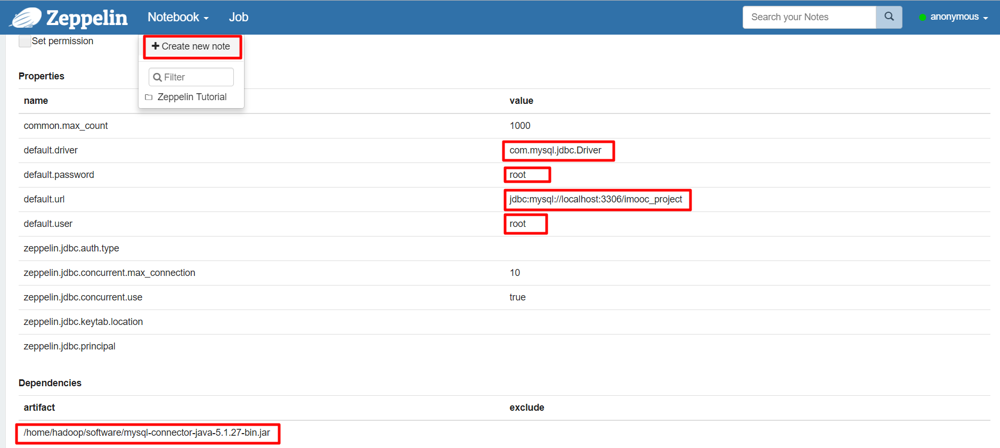 Zeppelin Notebook Job Search your Notes anonymous
Set permission
Create new note
Properties
Filter
Zeppelin Tutorial
name value
common.max_count 1000
default.driver com.mysql.jdbc.Driver
default.password root
default.url jdbc:mysql://localhost:3306/imooc_project
default.user root
zeppelin.jdbc.auth.type
zeppelin.jdbc.concurrent.max_connection 10
zeppelin.jdbc.concurrent.use true
zeppelin.jdbc.keytab.location
zeppelin.jdbc.principal
Dependencies
artifact exclude
/home/hadoop/software/mysql-connector-java-5.1.27-bin.jar